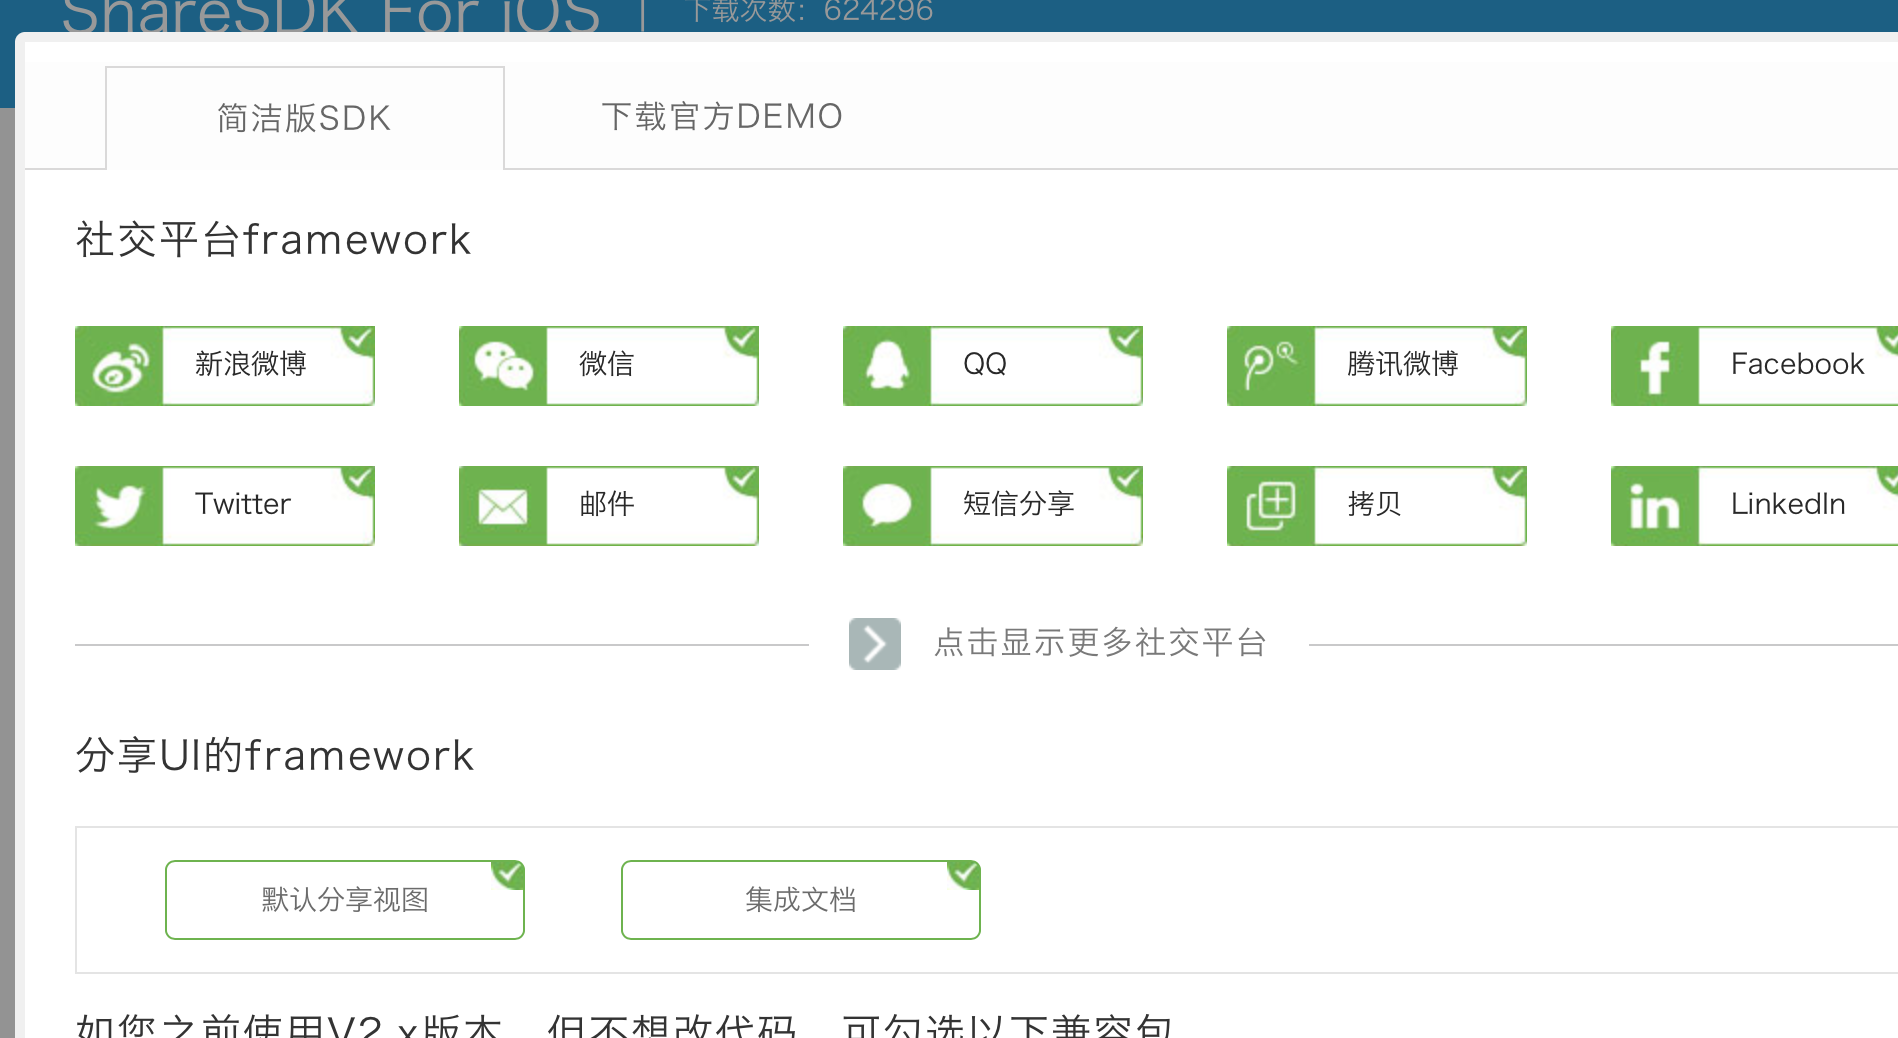 ShareSDK For iOS
下载次数：624296
简洁版SDK
下载官方DEMO
社交平台framework
新浪微博
微信
QQ
腾讯微博
Facebook
Twitter
邮件
短信分享
拷贝
LinkedIn
点击显示更多社交平台
分享UI的framework
默认分享视图
集成文档
如您之前使用V2.x版本，但不想改代码，可勾选以下兼容包